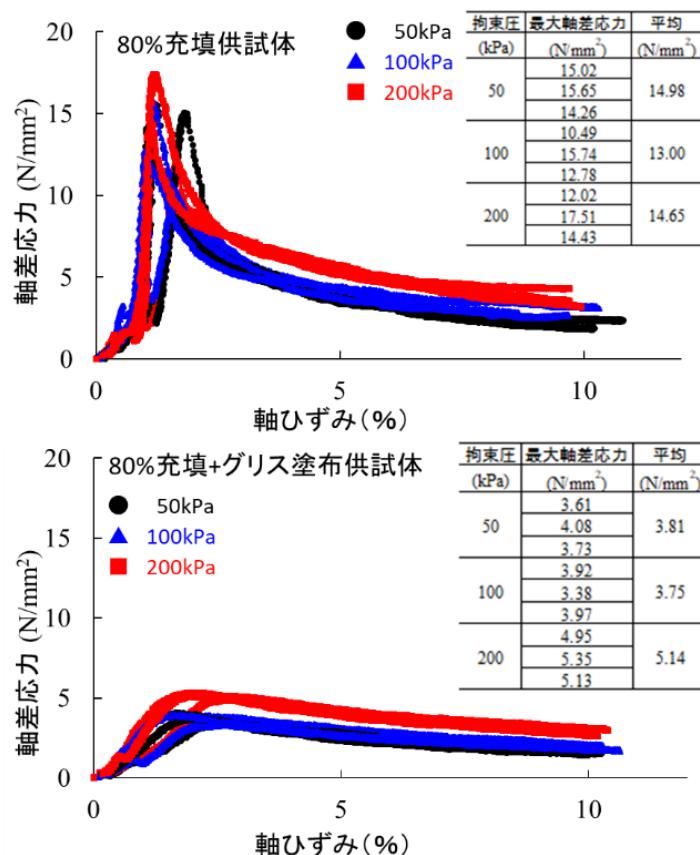 80%充填供試体
50kPa
100kPa
200kPa
拘束圧 最大軸差応力 平均
(kPa) (N/mm²) (N/mm²)
50 15.02 15.65 14.26 14.98
100 10.49 15.74 12.78 13.00
200 12.02 17.51 14.43 14.65
軸差応力 (N/mm²)
20
15
10
5
0
0 5 10
軸ひずみ(%)
80%充填+グリス塗布供試体
50kPa
100kPa
200kPa
拘束圧 最大軸差応力 平均
(kPa) (N/mm²) (N/mm²)
50 3.61 4.08 3.73 3.81
100 3.92 3.38 3.97 3.75
200 4.95 5.35 5.13 5.14
軸差応力 (N/mm²)
20
15
10
5
0
0 5 10
軸ひずみ(%)